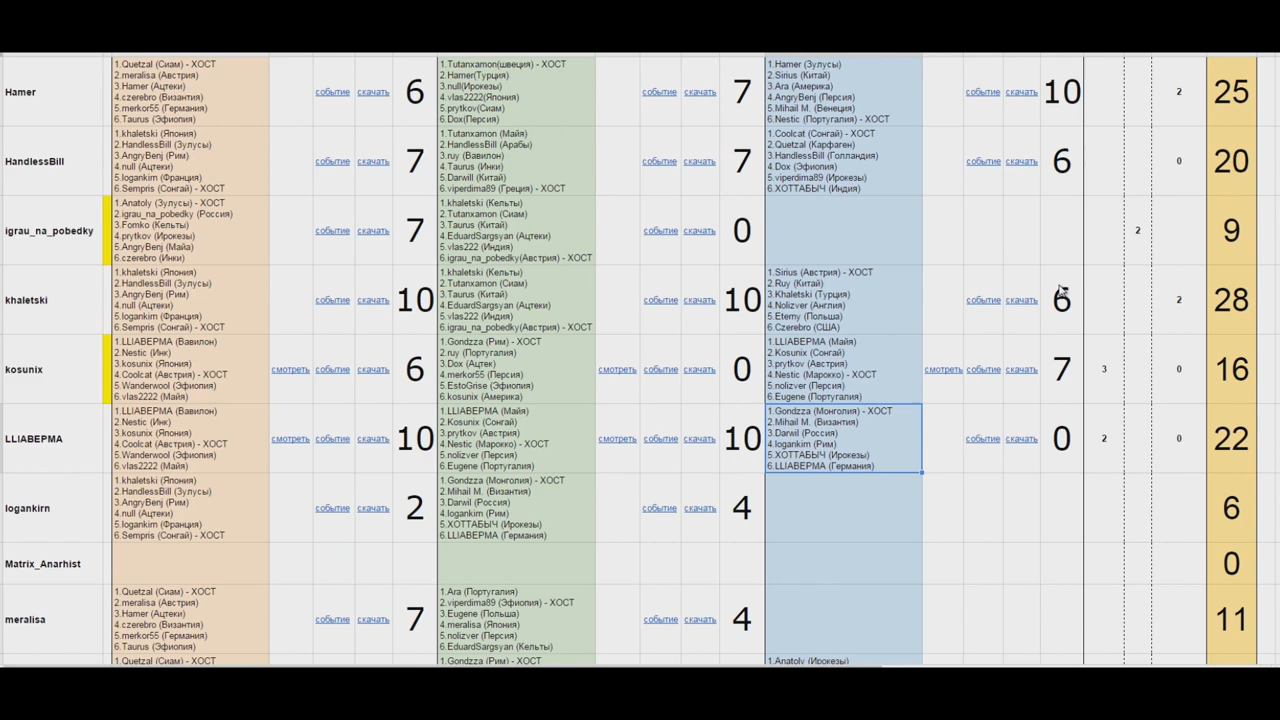 Hamer
1.Quetzal (Сиам) - ХОСТ
2.meralisa (Австрия)
3.Hamer (Ацтеки)
4.czerebro (Византия)
5.merkor55 (Германия)
6.Taurus (Эфиопия)
событие скачать 6
1.Tutanxamon(швеция) - ХОСТ
2.Hamer(Турция)
3.null(Ирокезы)
4.vlas2222(Япония)
5.prytkov(Сиам)
6.Dox(Персия)
событие скачать 7
1.Hamer (Зулусы)
2.Sirius (Китай)
3.Ara (Америка)
4.AngryBenj (Персия)
5.Mihail M. (Венеция)
6.Nestic (Португалия) - ХОСТ
событие скачать 10 2 25
HandlessBill
1.khaletski (Япония)
2.HandlessBill (Зулусы)
3.AngryBenj (Рим)
4.null (Ацтеки)
5.logankim (Франция)
6.Sempris (Сонгай) - ХОСТ
событие скачать 7
1.Tutanxamon (Майя)
2.HandlessBill (Арабы)
3.ruy (Вавилон)
4.Taurus (Инки)
5.Darwill (Китай)
6.viperdima89 (Греция) - ХОСТ
событие скачать 7
1.Coolcat (Сонгай) - ХОСТ
2.Quetzal (Карфаген)
3.HandlessBill (Голландия)
4.Dox (Эфиопия)
5.viperdima89 (Ирокезы)
6.ХОТТАБЫЧ (Индия)
событие скачать 6 0 20
igrau_na_pobedky
1.Anatoly (Зулусы) - ХОСТ
2.igrau_na_pobedky (Россия)
3.Fomko (Кельты)
4.prytkov (Ирокезы)
5.AngryBenj (Майа)
6.czerebro (Инки)
событие скачать 7
1.khaletski (Кельты)
2.Tutanxamon (Сиам)
3.Taurus (Китай)
4.EduardSargsyan (Ацтеки)
5.vlas222 (Индия)
6.igrau_na_pobedky(Австрия) - ХОСТ
событие скачать 0
2 9
khaletski
1.khaletski (Япония)
2.HandlessBill (Зулусы)
3.AngryBenj (Рим)
4.null (Ацтеки)
5.logankim (Франция)
6.Sempris (Сонгай) - ХОСТ
событие скачать 10
1.khaletski (Кельты)
2.Tutanxamon (Сиам)
3.Taurus (Китай)
4.EduardSargsyan (Ацтеки)
5.vlas222 (Индия)
6.igrau_na_pobedky(Австрия) - ХОСТ
событие скачать 10
1.Sirius (Австрия) - ХОСТ
2.Ruy (Китай)
3.Khaletski (Турция)
4.Nolizver (Англия)
5.Eterny (Польша)
6.Czerebro (США)
событие скачать 6 2 28
kosunix
1.LLIABEPMA (Вавилон)
2.Nestic (Инк)
3.kosunix (Япония)
4.Coolcat (Австрия) - ХОСТ
5.Wanderwool (Эфиопия)
6.vlas2222 (Майя)
смотреть событие скачать 6
1.Gondzza (Рим) - ХОСТ
2.ruy (Португалия)
3.Dox (Ацтек)
4.merkor55 (Персия)
5.EstoGrise (Эфиопия)
6.kosunix (Америка)
смотреть событие скачать 0
1.LLIABEPMA (Майя)
2.Kosunix (Сонгай)
3.prytkov (Австрия)
4.Nestic (Марокко) - ХОСТ
5.nolizver (Персия)
6.Eugene (Португалия)
смотреть событие скачать 7 3 0 16
LLIABEPMA
1.LLIABEPMA (Вавилон)
2.Nestic (Инк)
3.kosunix (Япония)
4.Coolcat (Австрия) - ХОСТ
5.Wanderwool (Эфиопия)
6.vlas2222 (Майя)
смотреть событие скачать 10
1.LLIABEPMA (Майя)
2.Kosunix (Сонгай)
3.prytkov (Австрия)
4.Nestic (Марокко) - ХОСТ
5.nolizver (Персия)
6.Eugene (Португалия)
смотреть событие скачать 10
1.Gondzza (Монголия) - ХОСТ
2.Mihail M. (Византия)
3.Darwil (Россия)
4.logankim (Рим)
5.ХОТТАБЫЧ (Ирокезы)
6.LLIABEPMA (Германия)
событие скачать 0 2 0 22
logankirn
1.khaletski (Япония)
2.HandlessBill (Зулусы)
3.AngryBenj (Рим)
4.null (Ацтеки)
5.logankim (Франция)
6.Sempris (Сонгай) - ХОСТ
событие скачать 2
1.Gondzza (Монголия) - ХОСТ
2.Mihail M. (Византия)
3.Darwil (Россия)
4.logankim (Рим)
5.ХОТТАБЫЧ (Ирокезы)
6.LLIABEPMA (Германия)
событие скачать 4
6
Matrix_Anarhist
0
meralisa
1.Quetzal (Сиам) - ХОСТ
2.meralisa (Австрия)
3.Hamer (Ацтеки)
4.czerebro (Византия)
5.merkor55 (Германия)
6.Taurus (Эфиопия)
событие скачать 7
1.Ara (Португалия)
2.viperdima89 (Эфиопия) - ХОСТ
3.Eugene (Польша)
4.meralisa (Япония)
5.nolizver (Персия)
6.EduardSargsyan (Кельты)
событие скачать 4
11
1.Quetzal (Сиам) - ХОСТ
1.Gondzza (Рим) - ХОСТ
1.Anatoly (Ирокезы)